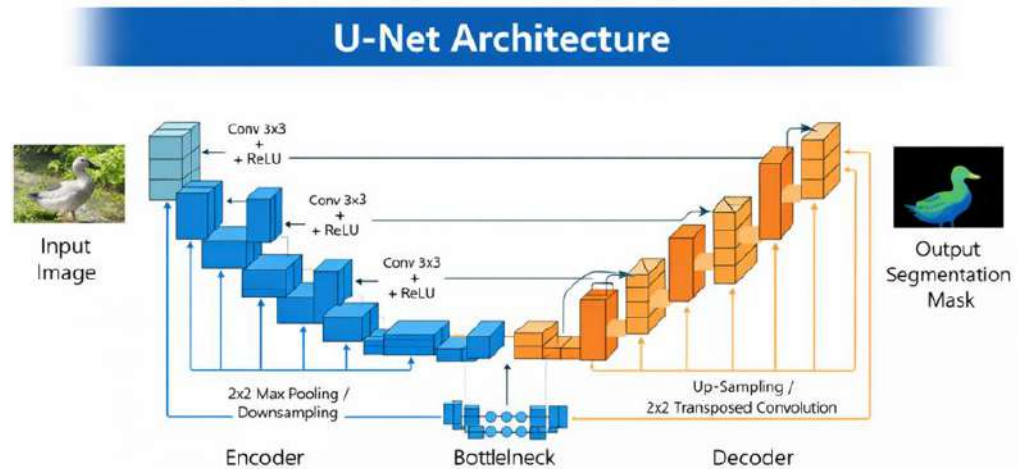 U-Net Architecture
Conv 3x3
+
+ ReLU
Conv 3x3
+
+ ReLU
Conv 3x3
+
+ ReLU
Input
Image
Output
Segmentation
Mask
2x2 Max Pooling /
Downsampling
Up-Sampling /
2x2 Transposed Convolution
Encoder
Bottlelneck
Decoder